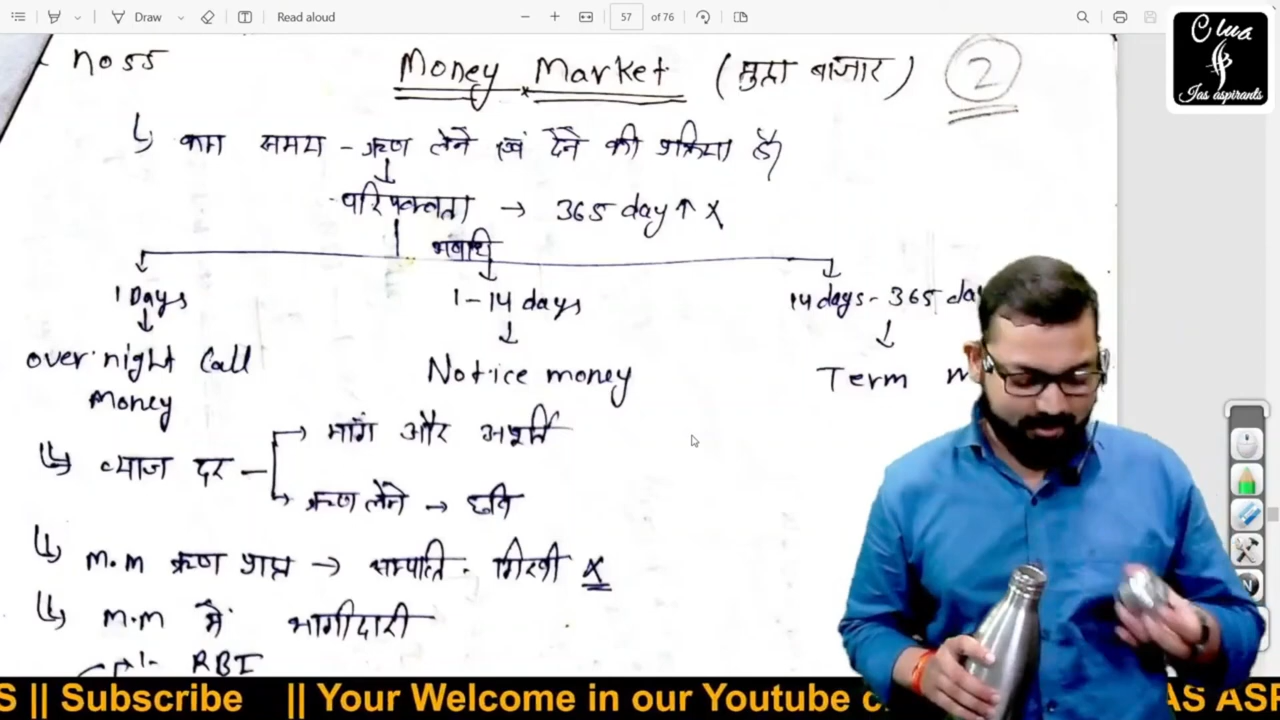 Draw
Read aloud
57 of 76
Clua
Ias aspirants
no 55
Money Market (मुद्रा बाजार) 2
कम समय - ऋण लेने एवं देने की प्रक्रिया है
परिपक्वता → 365 day ↑ x
अवधि
1 Days
1-14 days
14 days - 365 day
over night Call Money
Notice money
Term m
ब्याज दर
मांग और आपूर्ति
ऋण लेने → छवि
M.M ऋण प्राप्त → सम्पत्ति गिरवी x
M.M में भागीदारी
1. RBI
S || Subscribe || Your Welcome in our Youtube c AS ASP